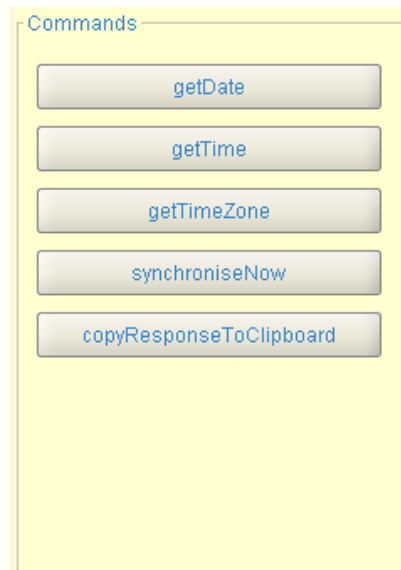 Commands
getDate
getTime
getTimeZone
synchroniseNow
copyResponseToClipboard